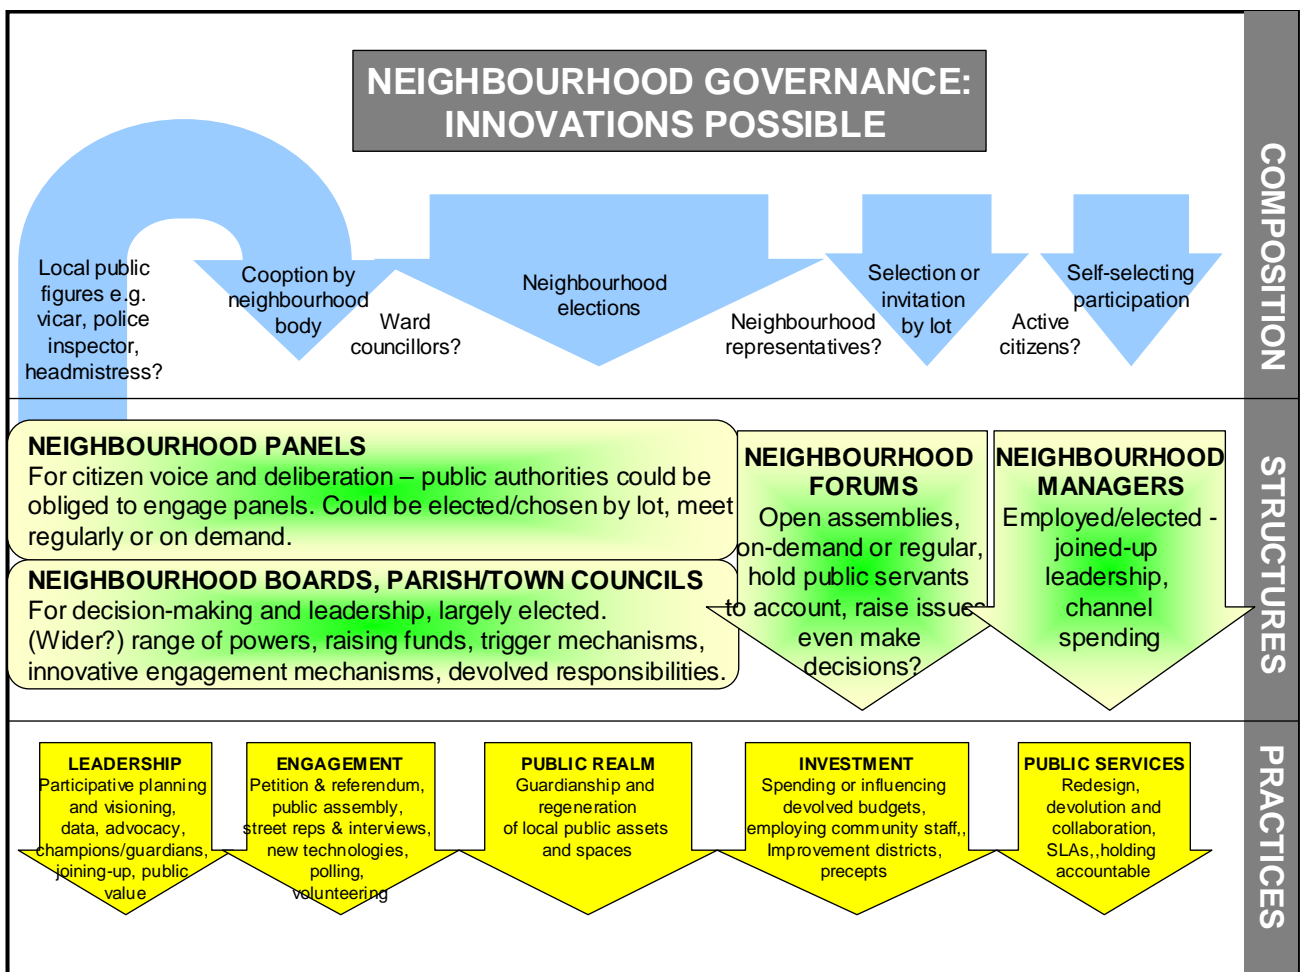 NEIGHBOURHOOD GOVERNANCE:
INNOVATIONS POSSIBLE
COMPOSITION
Local public
figures e.g.
vicar, police
inspector,
headmistress?
Cooption by
neighbourhood
body
Ward
councillors?
Neighbourhood
elections
Neighbourhood
representatives?
Selection or
invitation
by lot
Active
citizens?
Self-selecting
participation
STRUCTURES
NEIGHBOURHOOD PANELS
For citizen voice and deliberation – public authorities could be
obliged to engage panels. Could be elected/chosen by lot, meet
regularly or on demand.
NEIGHBOURHOOD BOARDS, PARISH/TOWN COUNCILS
For decision-making and leadership, largely elected.
(Wider?) range of powers, raising funds, trigger mechanisms,
innovative engagement mechanisms, devolved responsibilities.
NEIGHBOURHOOD
FORUMS
Open assemblies,
on-demand or regular,
hold public servants
to account, raise issues
even make
decisions?
NEIGHBOURHOOD
MANAGERS
Employed/elected -
joined-up
leadership,
channel
spending
PRACTICES
LEADERSHIP
Participative planning
and visioning,
data, advocacy,
champions/guardians,
joining-up, public
value
ENGAGEMENT
Petition & referendum,
public assembly,
street reps & interviews,
new technologies,
polling,
volunteering
PUBLIC REALM
Guardianship and
regeneration
of local public assets
and spaces
INVESTMENT
Spending or influencing
devolved budgets,
employing community staff,,
Improvement districts,
precepts
PUBLIC SERVICES
Redesign,
devolution and
collaboration,
SLAs,,holding
accountable